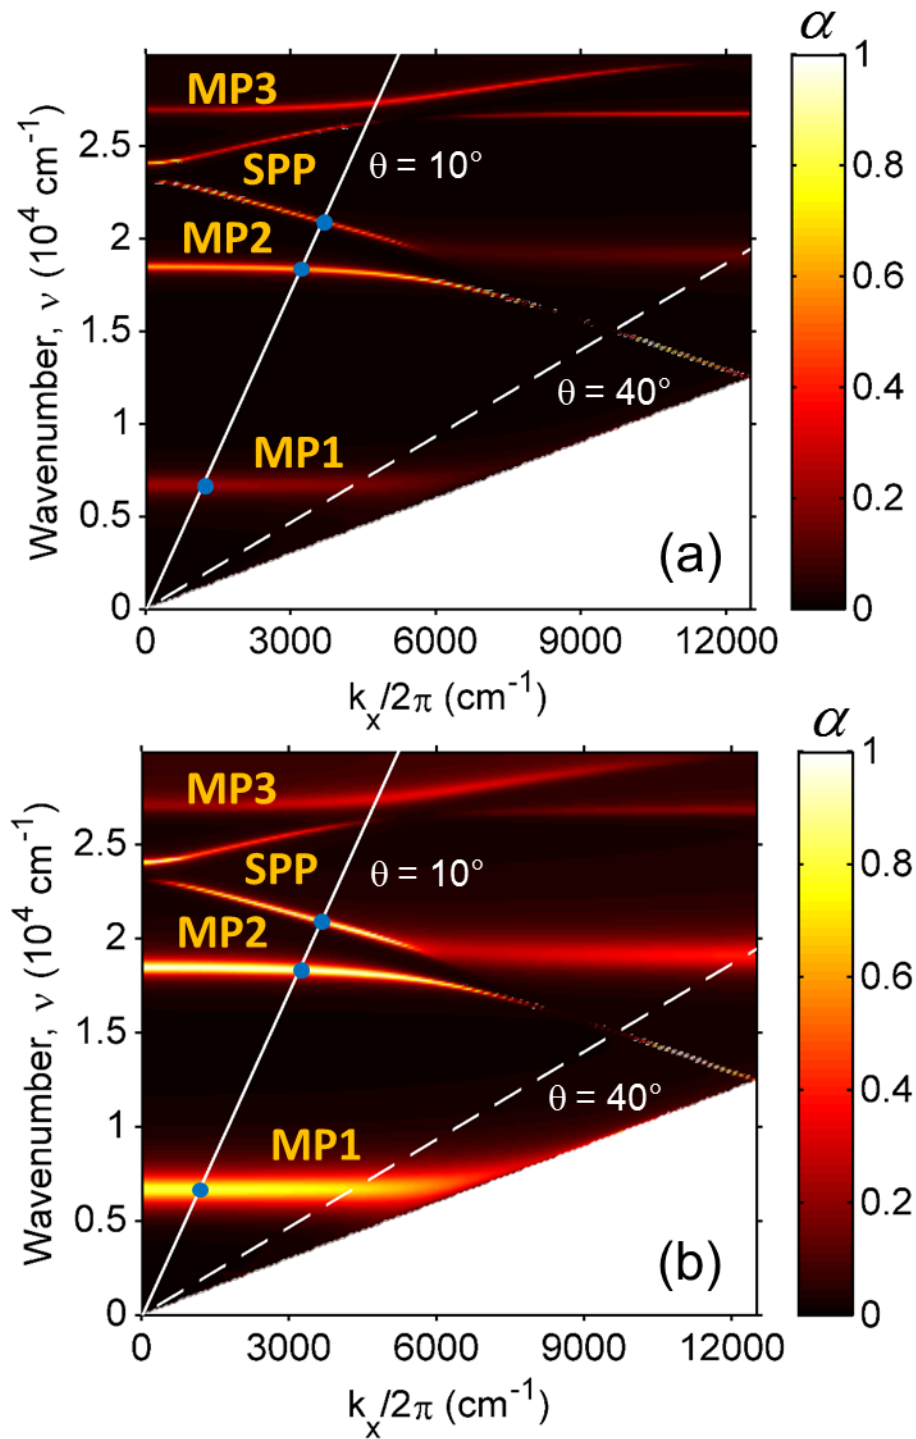 α
MP3
1
2.5
θ = 10°
SPP
0.8
2
MP2
0.6
1.5
θ = 40°
0.4
1
MP1
0.2
0.5
(a)
0
0
0 3000 6000 9000 12000
Wavenumber, ν (10⁴ cm⁻¹)
kₓ/2π (cm⁻¹)
α
1
MP3
2.5
SPP
θ = 10°
0.8
2
MP2
0.6
1.5
θ = 40°
0.4
1
MP1
0.2
0.5
(b)
0
0
0 3000 6000 9000 12000
Wavenumber, ν (10⁴ cm⁻¹)
kₓ/2π (cm⁻¹)